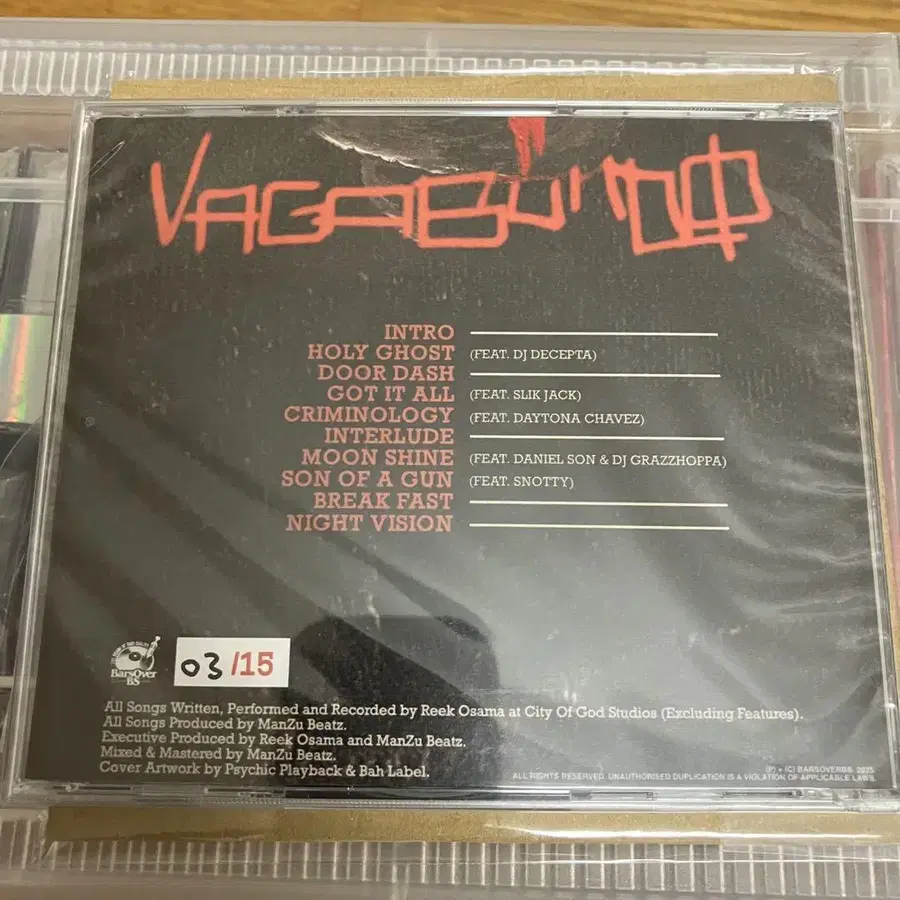 VAGABUNDO
INTRO
HOLY GHOST (FEAT. DJ DECEPTA)
DOOR DASH
GOT IT ALL (FEAT. SLIK JACK)
CRIMINOLOGY (FEAT. DAYTONA CHAVEZ)
INTERLUDE
MOON SHINE (FEAT. DANIEL SON & DJ GRAZZHOPPA)
SON OF A GUN (FEAT. SNOTTY)
BREAK FAST
NIGHT VISION
BarsOver
BS
03/15
All Songs Written, Performed and Recorded by Reek Osama at City Of God Studios (Excluding Features).
All Songs Produced by ManZu Beatz.
Executive Produced by Reek Osama and ManZu Beatz.
Mixed & Mastered by ManZu Beatz.
Cover Artwork by Psychic Playback & Bah Label.
(P) + (C) BARSOVERBS. 2025.
ALL RIGHTS RESERVED. UNAUTHORISED DUPLICATION IS A VIOLATION OF APPLICABLE LAWS.